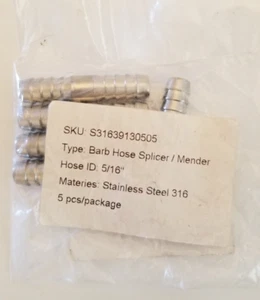 SKU: S31639130505
Type: Barb Hose Splicer / Mender
Hose ID: 5/16"
Materies: Stainless Steel 316
5 pcs/package